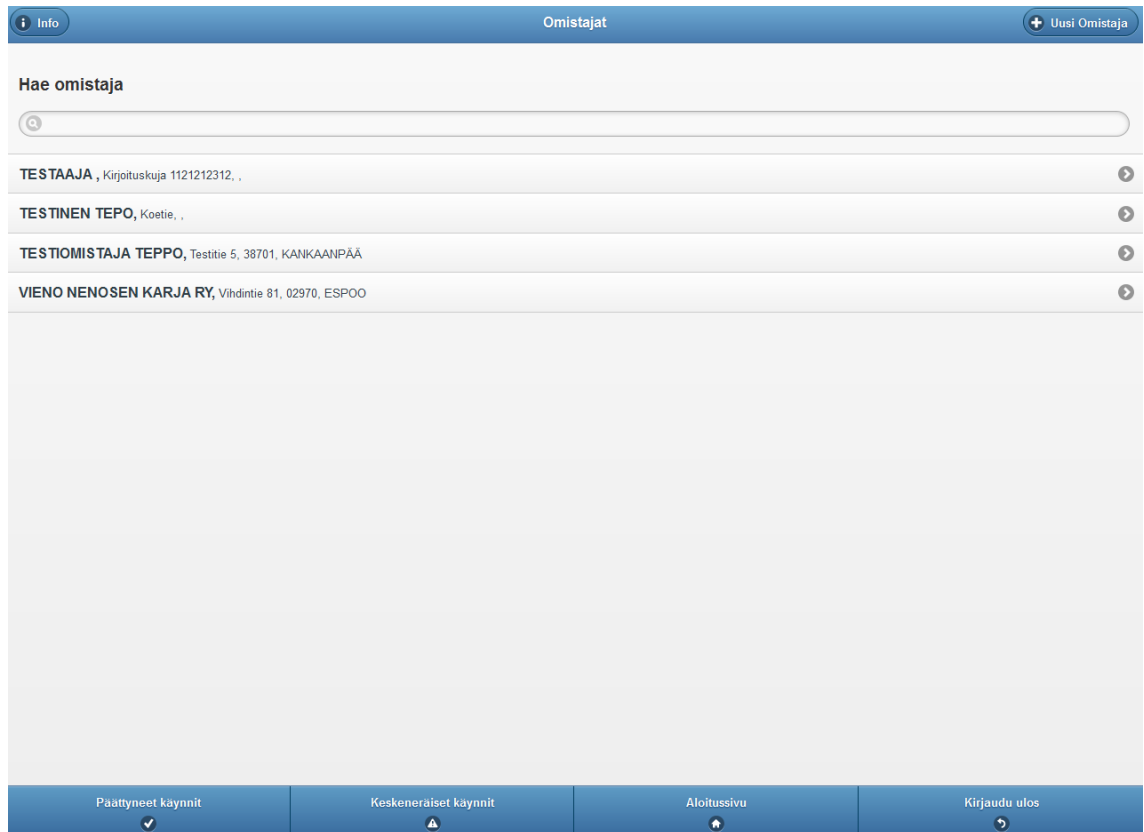 Info
Omistajat
Uusi Omistaja
Hae omistaja
TESTAAJA , Kirjoituskuja 1121212312, ,
TESTINEN TEPO, Koetie, ,
TESTIOMISTAJA TEPPO, Testitie 5, 38701, KANKAANPÄÄ
VIENO NENOSEN KARJA RY, Vihdintie 81, 02970, ESPOO
Päättyneet käynnit
Keskeneräiset käynnit
Aloitussivu
Kirjaudu ulos